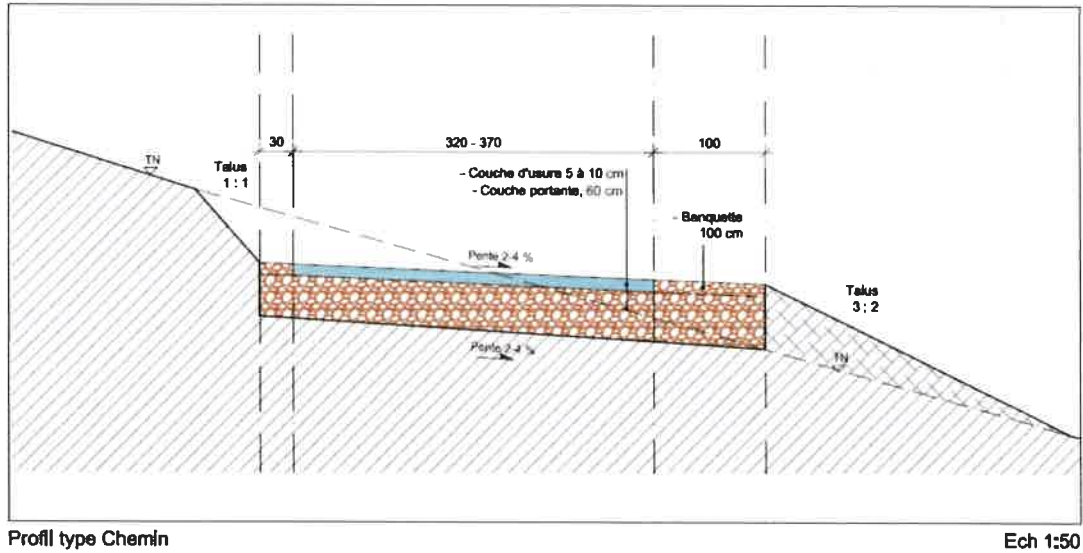 30
320 - 370
100
TN
Talus
1 : 1
- Couche d'usure 5 à 10 cm
- Couche portante, 60 cm
- Banquette
100 cm
Pente 2-4 %
Talus
3 : 2
Pente 2-4 %
TN
Profil type Chemin
Ech 1:50